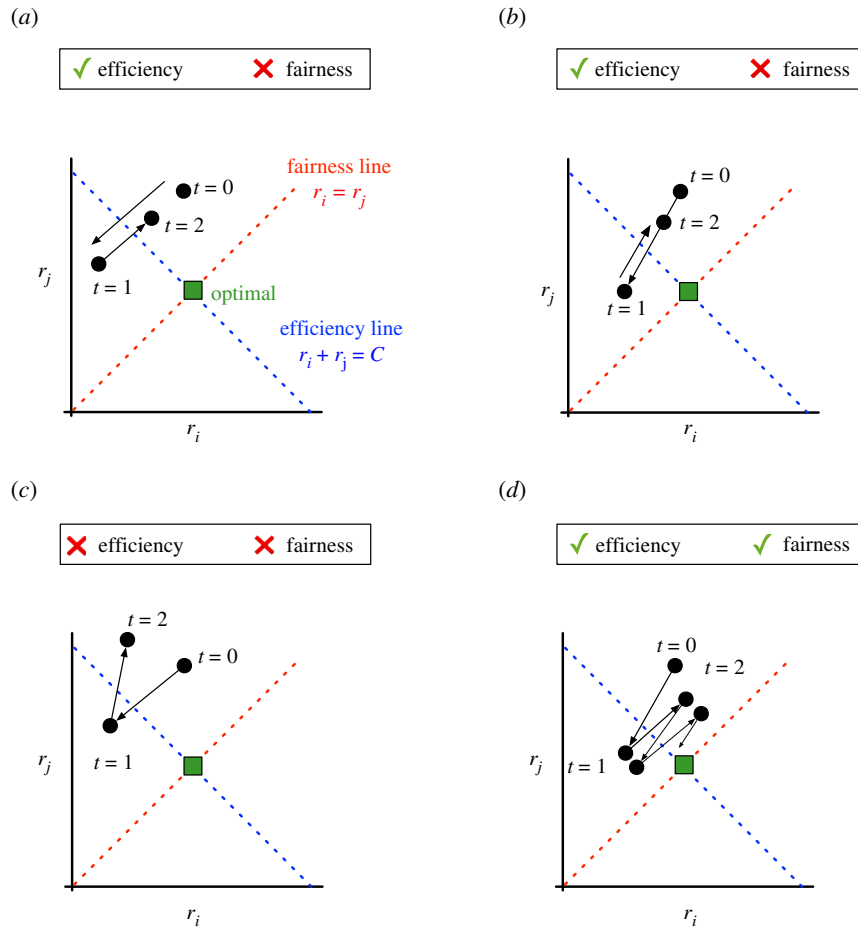 (a)
✓ efficiency ✗ fairness
t = 0
fairness line
r_i = r_j
t = 2
r_j
t = 1
optimal
efficiency line
r_i + r_j = C
r_i
(b)
✓ efficiency ✗ fairness
t = 0
t = 2
r_j
t = 1
r_i
(c)
✗ efficiency ✗ fairness
t = 2
t = 0
t = 1
r_j
r_i
(d)
✓ efficiency ✓ fairness
t = 0
t = 2
r_j
t = 1
r_i